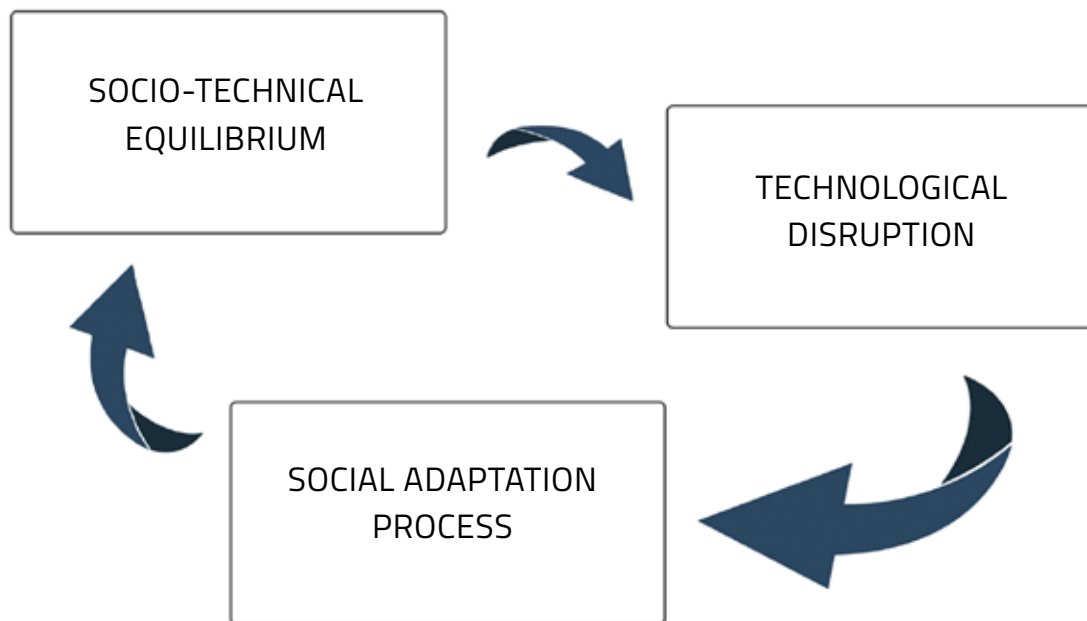 SOCIO-TECHNICAL
EQUILIBRIUM
TECHNOLOGICAL
DISRUPTION
SOCIAL ADAPTATION
PROCESS